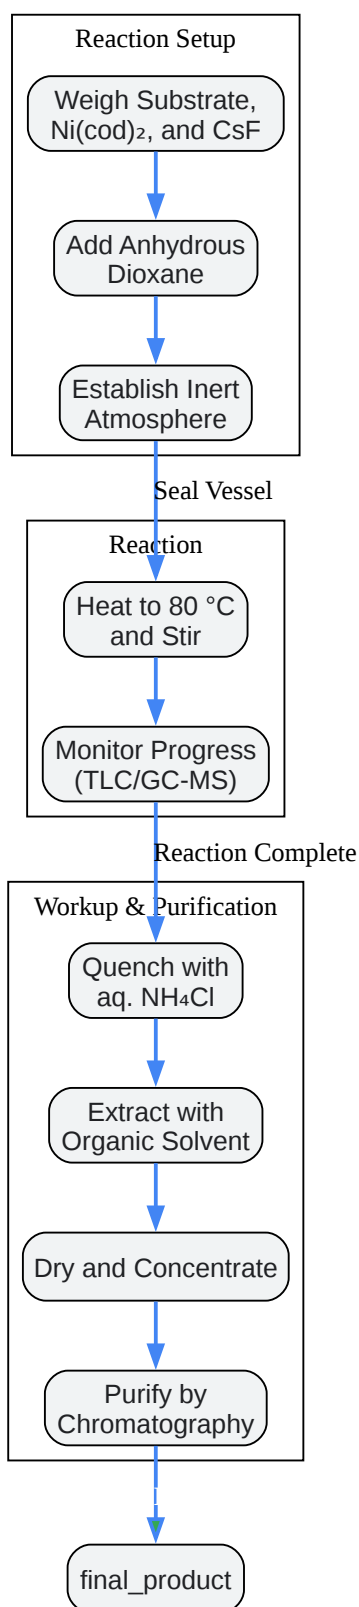 Reaction Setup
Weigh Substrate,
Ni(cod)₂, and CsF
Add Anhydrous
Dioxane
Establish Inert
Atmosphere
Seal Vessel
Reaction
Heat to 80 °C
and Stir
Monitor Progress
(TLC/GC-MS)
Reaction Complete
Workup & Purification
Quench with
aq. NH₄Cl
Extract with
Organic Solvent
Dry and Concentrate
Purify by
Chromatography
final_product